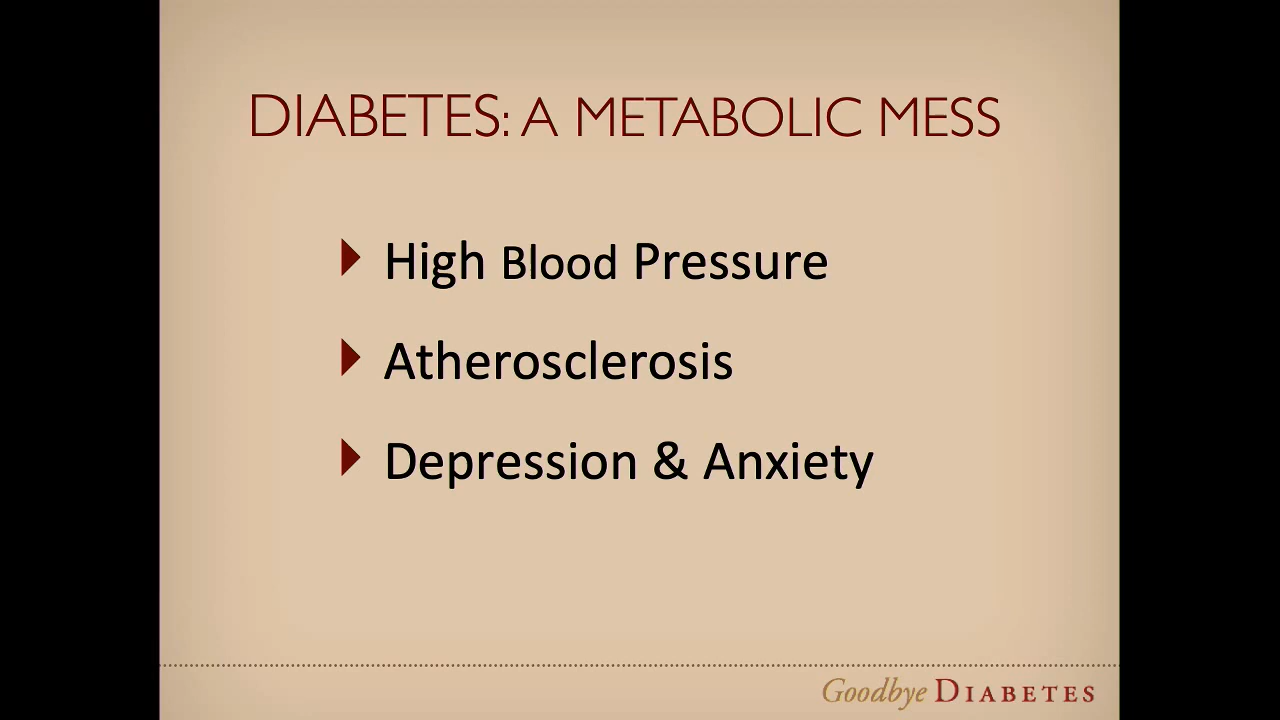 DIABETES: A METABOLIC MESS
High Blood Pressure
Atherosclerosis
Depression & Anxiety
Goodbye DIABETES